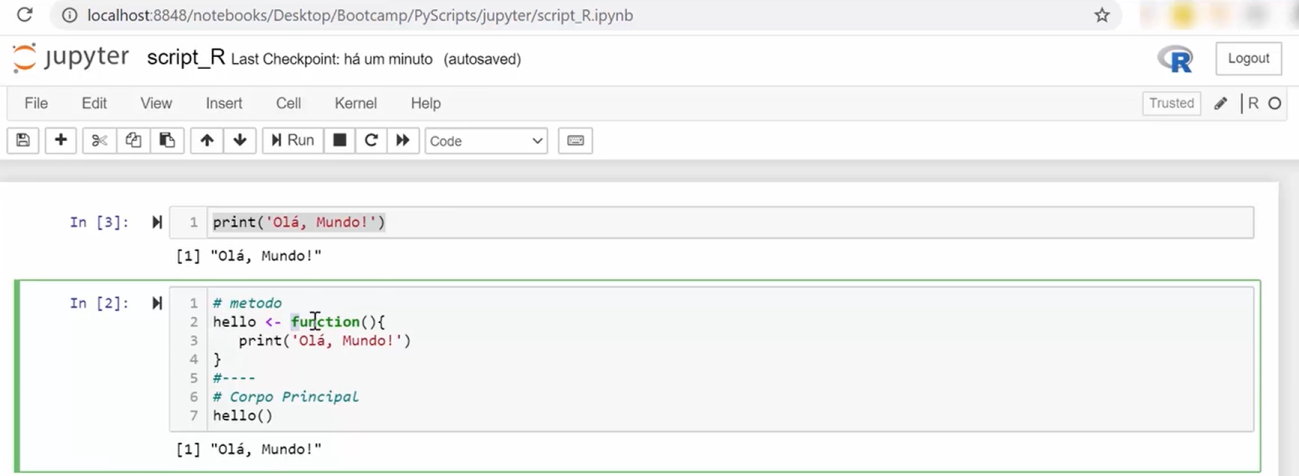 localhost:8848/notebooks/Desktop/Bootcamp/PyScripts/jupyter/script_R.ipynb
jupyter script_R Last Checkpoint: há um minuto (autosaved) R Logout
File Edit View Insert Cell Kernel Help Trusted R
Run Code
In [3]: 1 print('Olá, Mundo!')
[1] "Olá, Mundo!"
In [2]: 1 # metodo
2 hello <- function(){
3 print('Olá, Mundo!')
4 }
5 #----
6 # Corpo Principal
7 hello()
[1] "Olá, Mundo!"